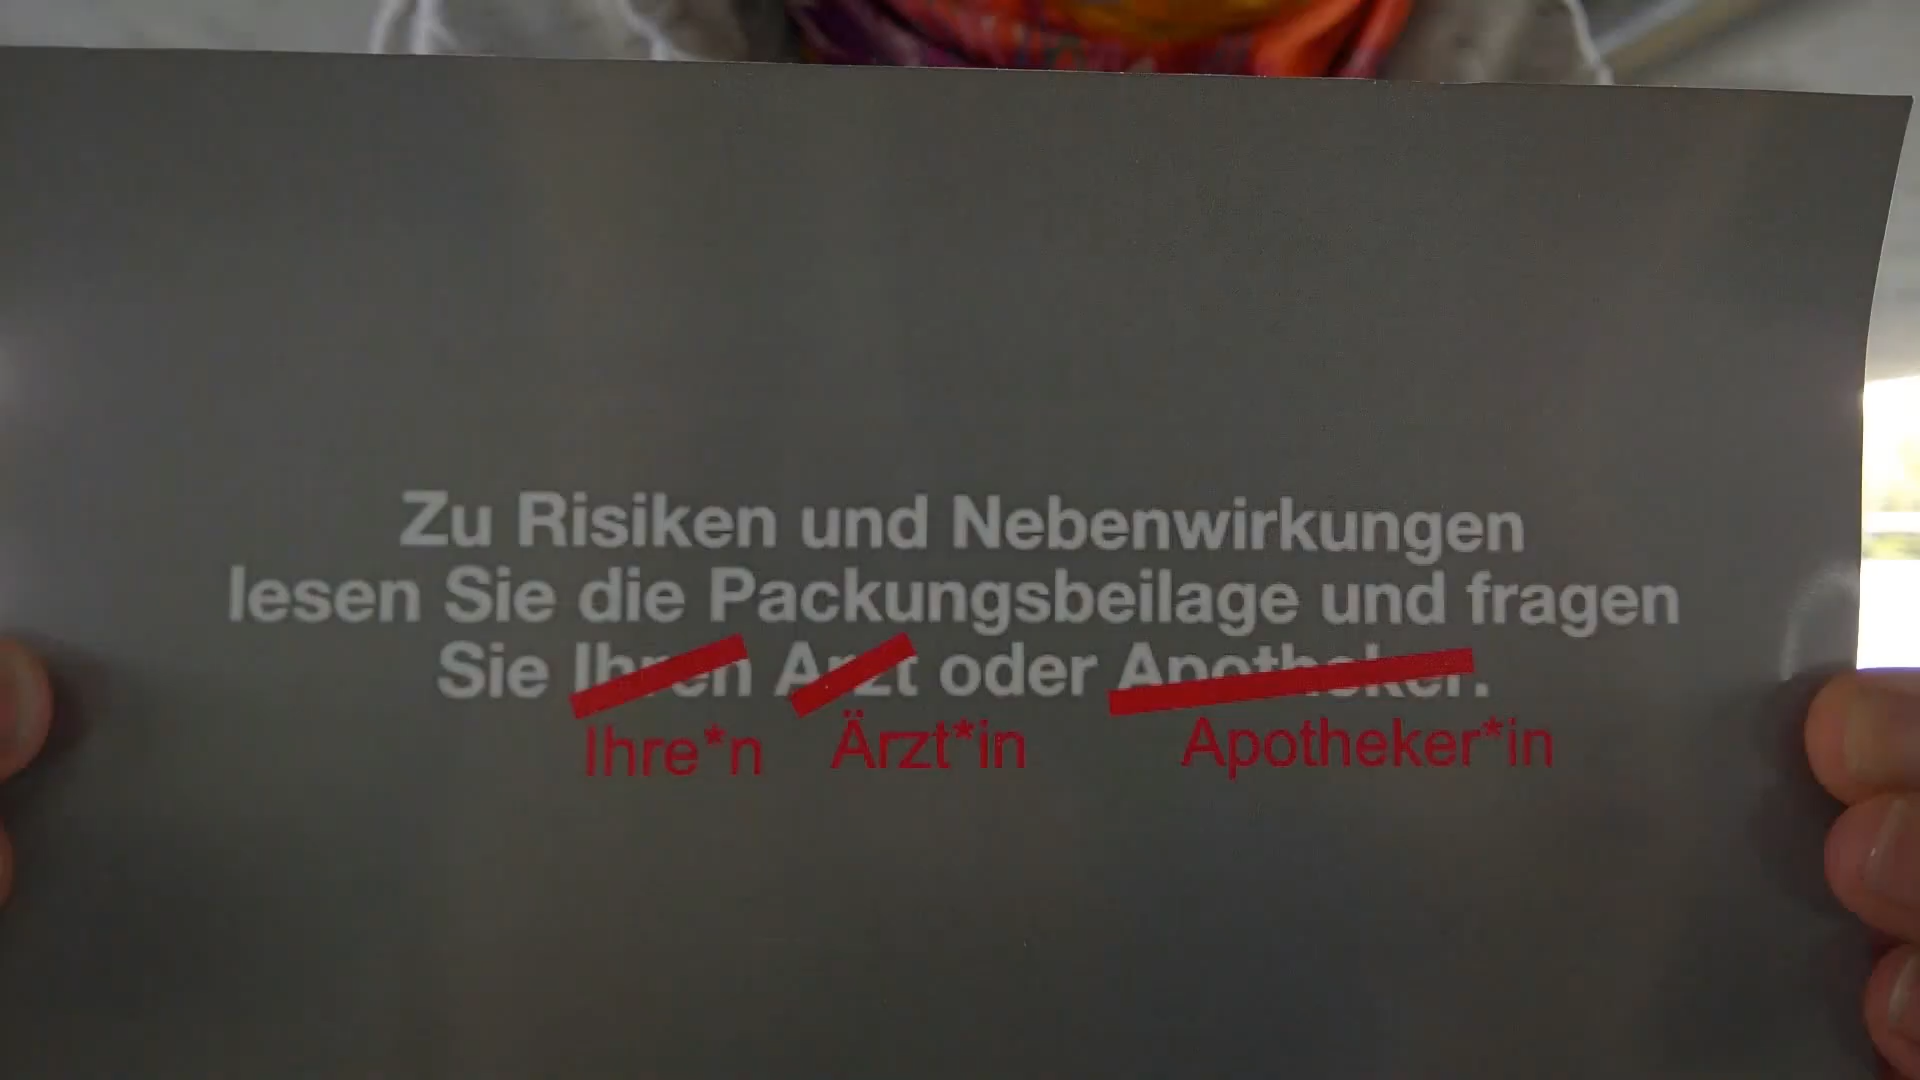 Zu Risiken und Nebenwirkungen
lesen Sie die Packungsbeilage und fragen
Sie Ihren Arzt oder Apotheker.
Ihre*n Ärzt*in Apotheker*in